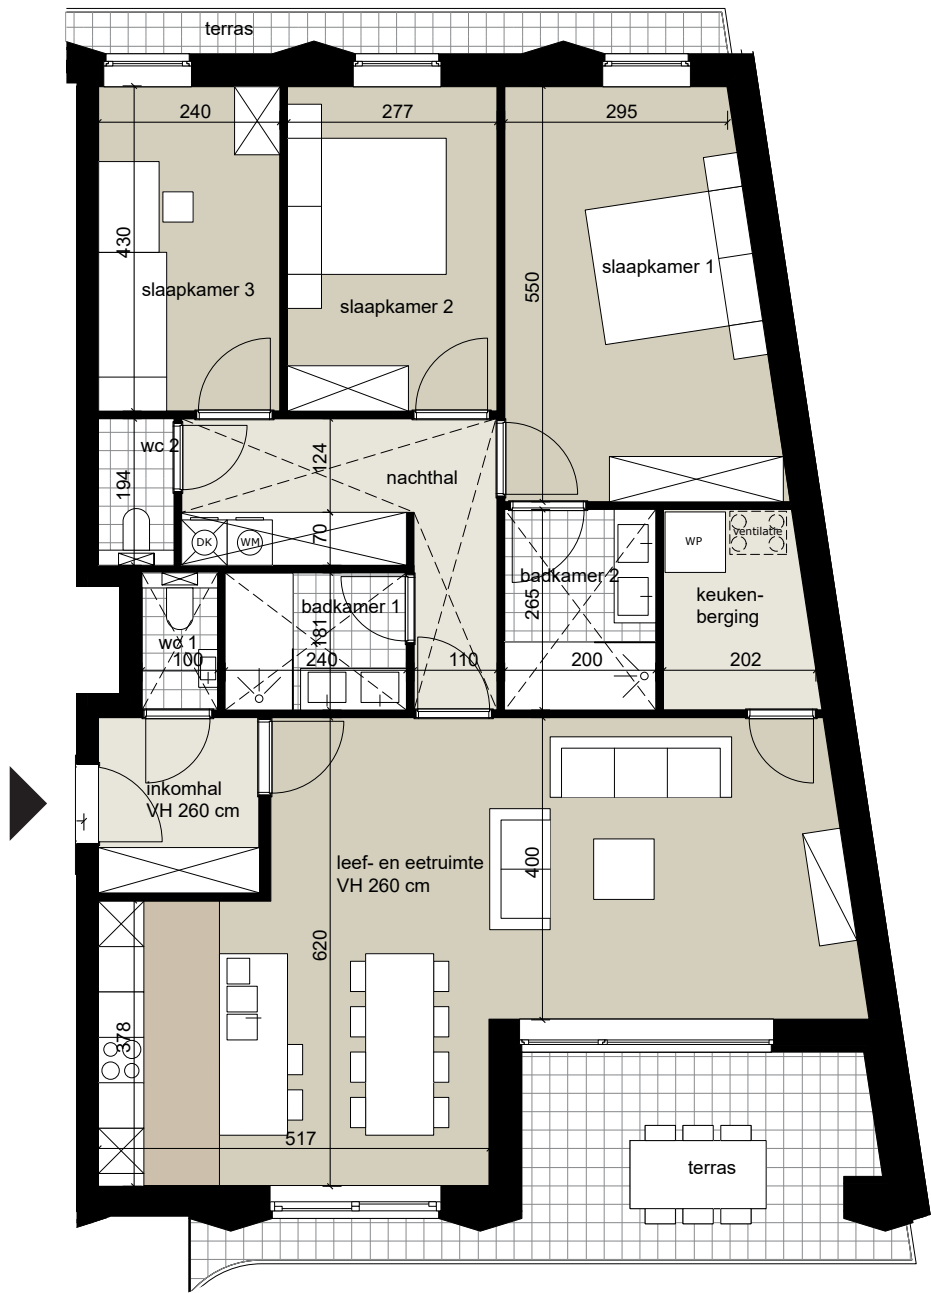 terras
240
277
295
430
slaapkamer 3
slaapkamer 2
slaapkamer 1
550
wc 2
194
124
nachthal
70
DK
WM
WP
ventilatie
badkamer 2
265
keuken-
berging
badkamer 1
181
wc 1
100
240
110
200
202
inkomhal
VH 260 cm
leef- en eetruimte
VH 260 cm
400
620
378
517
terras